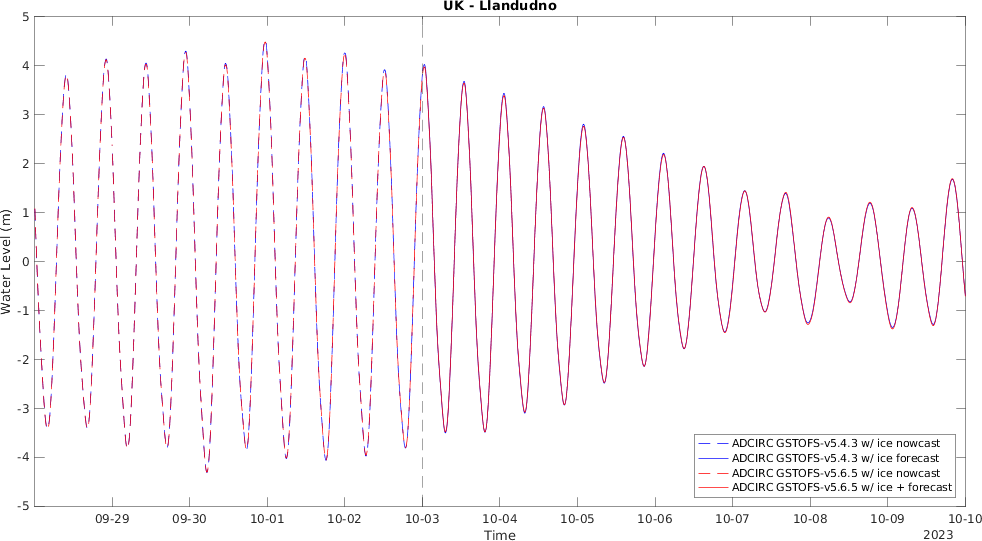 UK - Llandudno
5
4
3
2
1
0
-1
-2
-3
-4
-5
Water Level (m)
ADCIRC GSTOFS-v5.4.3 w/ ice nowcast
ADCIRC GSTOFS-v5.4.3 w/ ice forecast
ADCIRC GSTOFS-v5.6.5 w/ ice nowcast
ADCIRC GSTOFS-v5.6.5 w/ ice + forecast
09-29 09-30 10-01 10-02 10-03 10-04 10-05 10-06 10-07 10-08 10-09 10-10
Time
2023